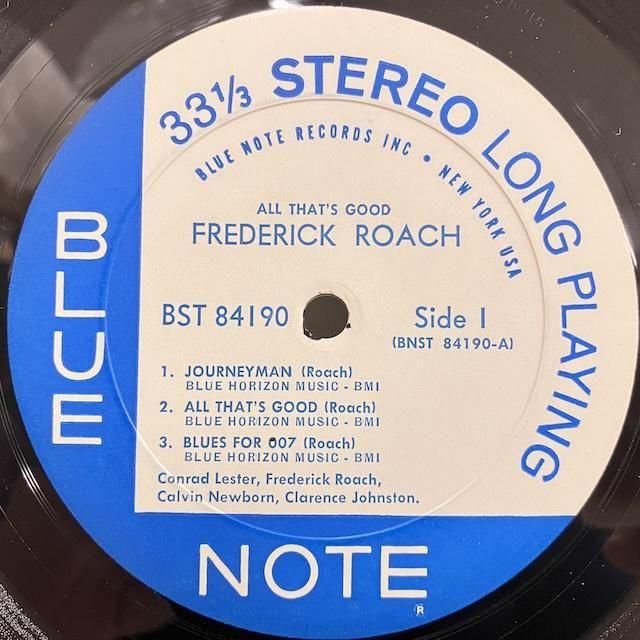 33⅓ STEREO LONG PLAYING
BLUE NOTE RECORDS INC • NEW YORK USA
ALL THAT'S GOOD
FREDERICK ROACH
BST 84190
Side 1
(BNST 84190-A)
1. JOURNEYMAN (Roach)
BLUE HORIZON MUSIC - BMI
2. ALL THAT'S GOOD (Roach)
BLUE HORIZON MUSIC - BMI
3. BLUES FOR 007 (Roach)
BLUE HORIZON MUSIC - BMI
Conrad Lester, Frederick Roach,
Calvin Newborn, Clarence Johnston.
BLUE
NOTE
®